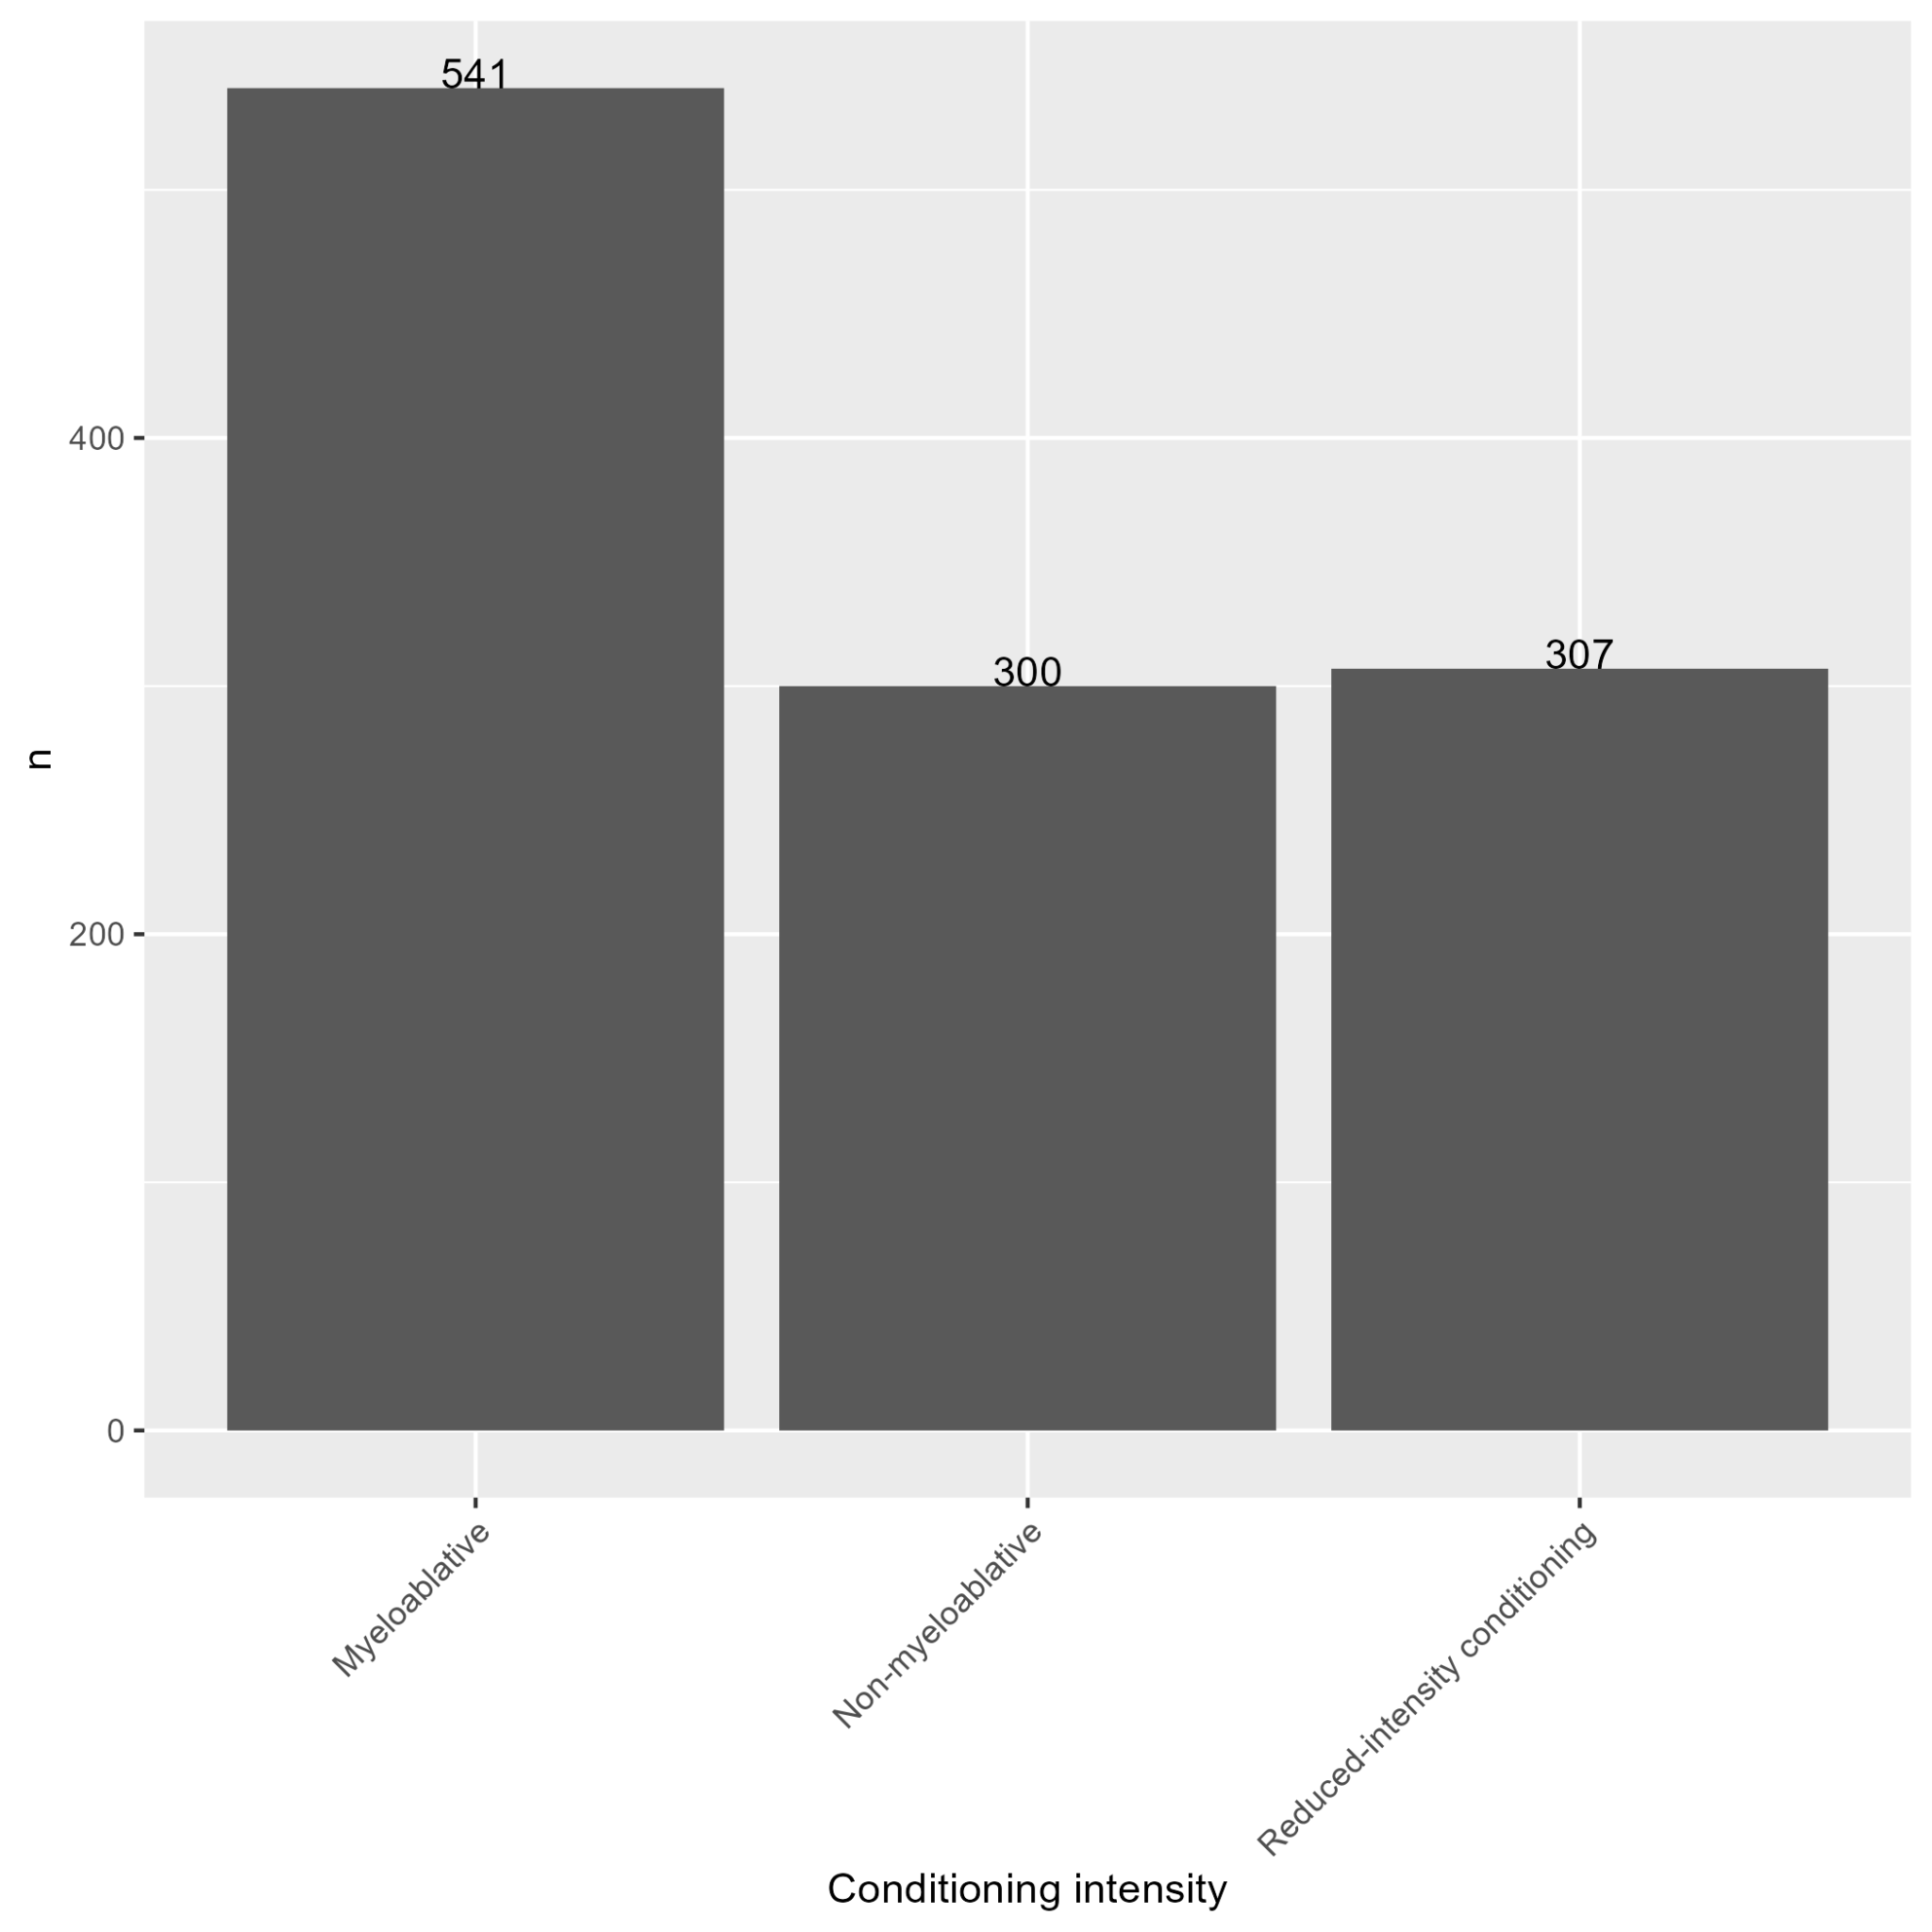 541
300
307
400
200
0
n
Myeloablative
Non-myeloablative
Reduced-intensity conditioning
Conditioning intensity